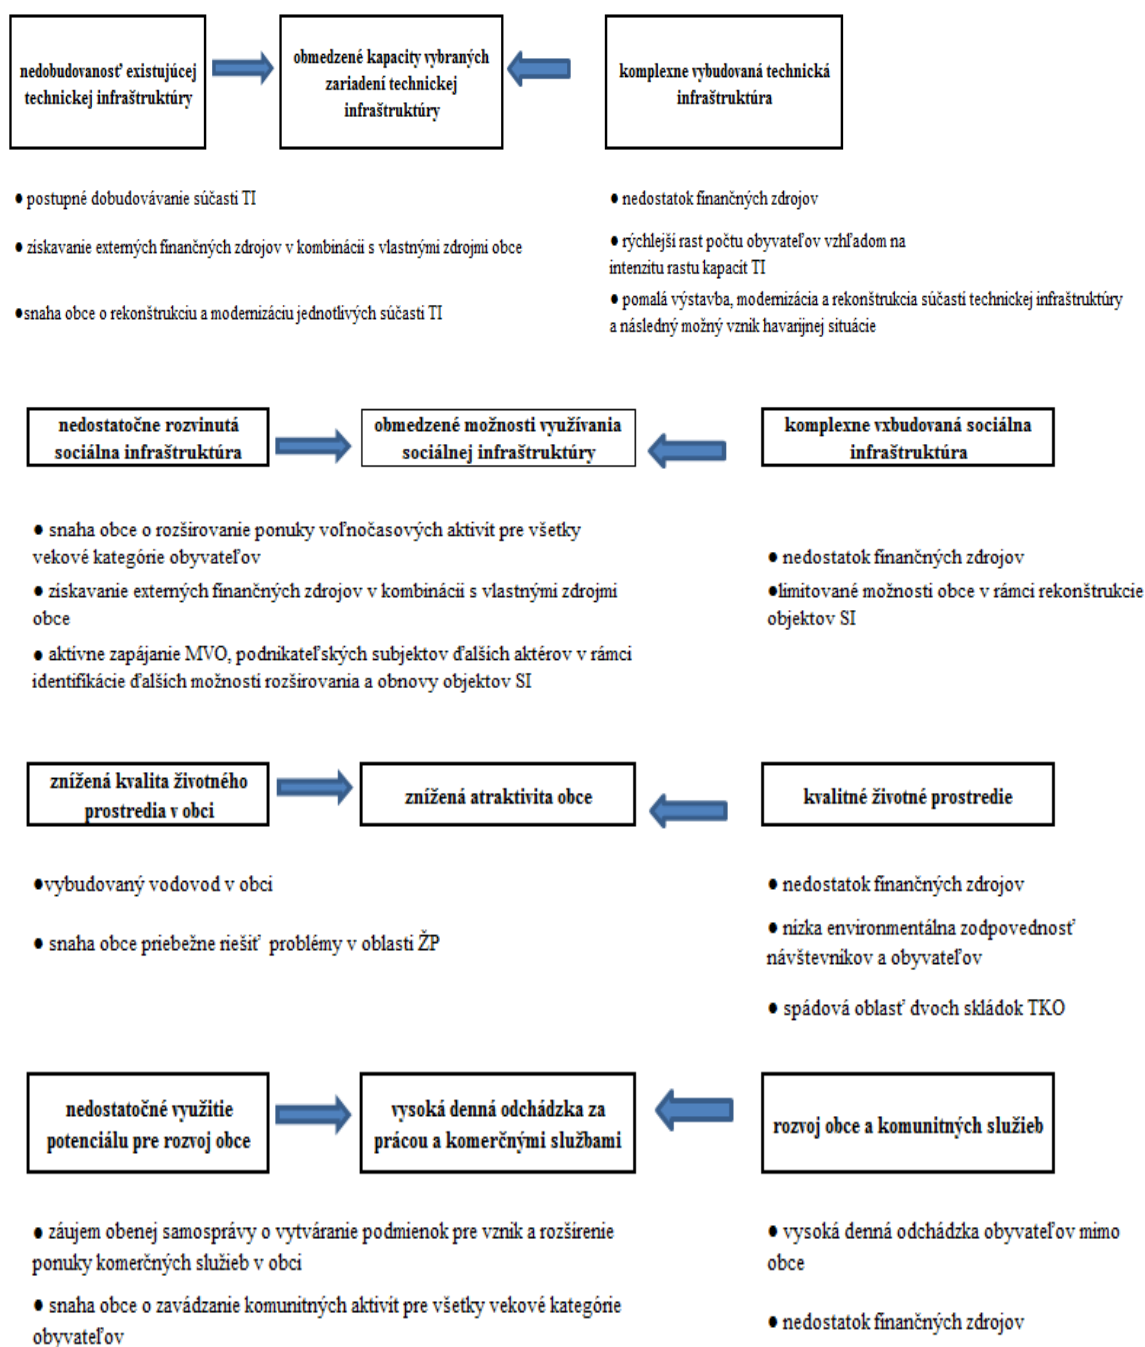 nedobudovanosť existujúcej
technickej infraštruktúry
obmedzené kapacity vybraných
zariadení technickej
infraštruktúry
komplexne vybudovaná technická
infraštruktúra
● postupné dobudovávanie súčasti TI
● získavanie externých finančných zdrojov v kombinácii s vlastnými zdrojmi obce
●snaha obce o rekonštrukciu a modernizáciu jednotlivých súčasti TI
● nedostatok finančných zdrojov
● rýchlejší rast počtu obyvateľov vzhľadom na
intenzitu rastu kapacít TI
● pomalá výstavba, modernizácia a rekonštrukcia súčastí technickej infraštruktúry
a následný možný vznik havarijnej situácie
nedostatočne rozvinutá
sociálna infraštruktúra
obmedzené možnosti využívania
sociálnej infraštruktúry
komplexne vxbudovaná sociálna
infraštruktúra
● snaha obce o rozširovanie ponuky voľnočasových aktivít pre všetky
vekové kategórie obyvateľov
● získavanie externých finančných zdrojov v kombinácii s vlastnými zdrojmi
obce
● aktívne zapájanie MVO, podnikateľských subjektov ďalších aktérov v rámci
identifikácie ďalších možností rozširovania a obnovy objektov SI
● nedostatok finančných zdrojov
●limitované možnosti obce v rámci rekonštrukcie
objektov SI
znížená kvalita životného
prostredia v obci
znížená atraktivita obce
kvalitné životné prostredie
●vybudovaný vodovod v obci
● snaha obce priebežne riešiť problémy v oblasti ŽP
● nedostatok finančných zdrojov
● nízka environmentálna zodpovednosť
návštevníkov a obyvateľov
● spádová oblasť dvoch skládok TKO
nedostatočné využitie
potenciálu pre rozvoj obce
vysoká denná odchádzka za
prácou a komerčnými službami
rozvoj obce a komunitných služieb
● záujem obenej samosprávy o vytváranie podmienok pre vznik a rozšírenie
ponuky komerčných služieb v obci
● snaha obce o zavádzanie komunitných aktivít pre všetky vekové kategórie
obyvateľov
● vysoká denná odchádzka obyvateľov mimo
obce
● nedostatok finančných zdrojov